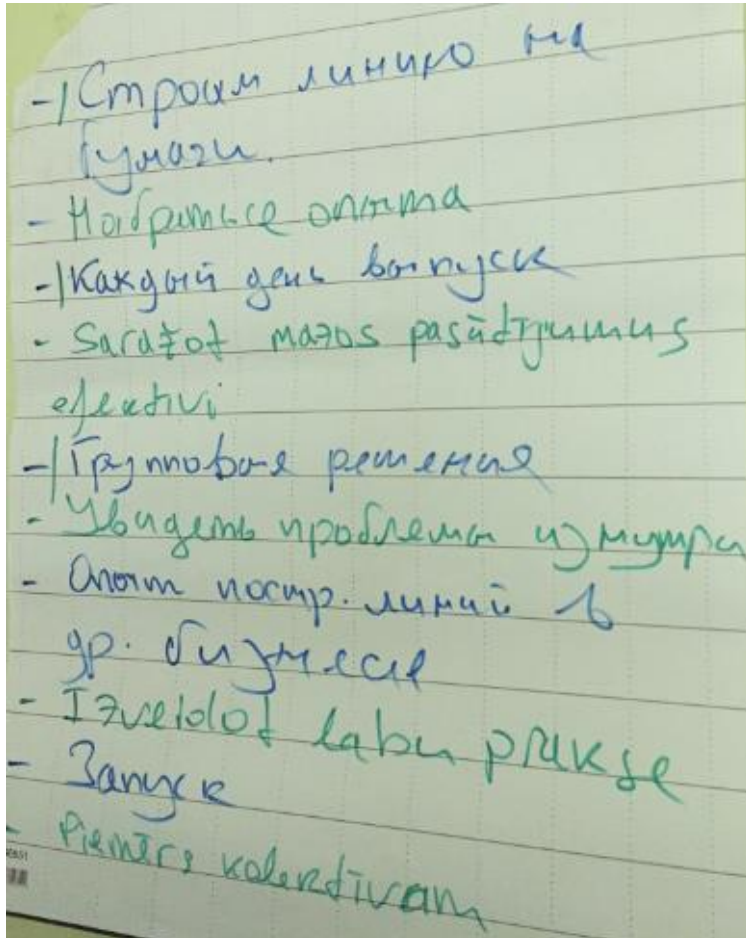 -| Строим линию на
бумаги.
- Набраться опыта
-| Каждый день выпуск
- Saražot mazos pasūtījumus
efektīvi
-| Групповые решения
- Увидеть проблемы изнутри
- Опыт постр. линий в
др. бизнесе
- Izveidot labu praksi
- Запуск
- Piemērs kolektīvam